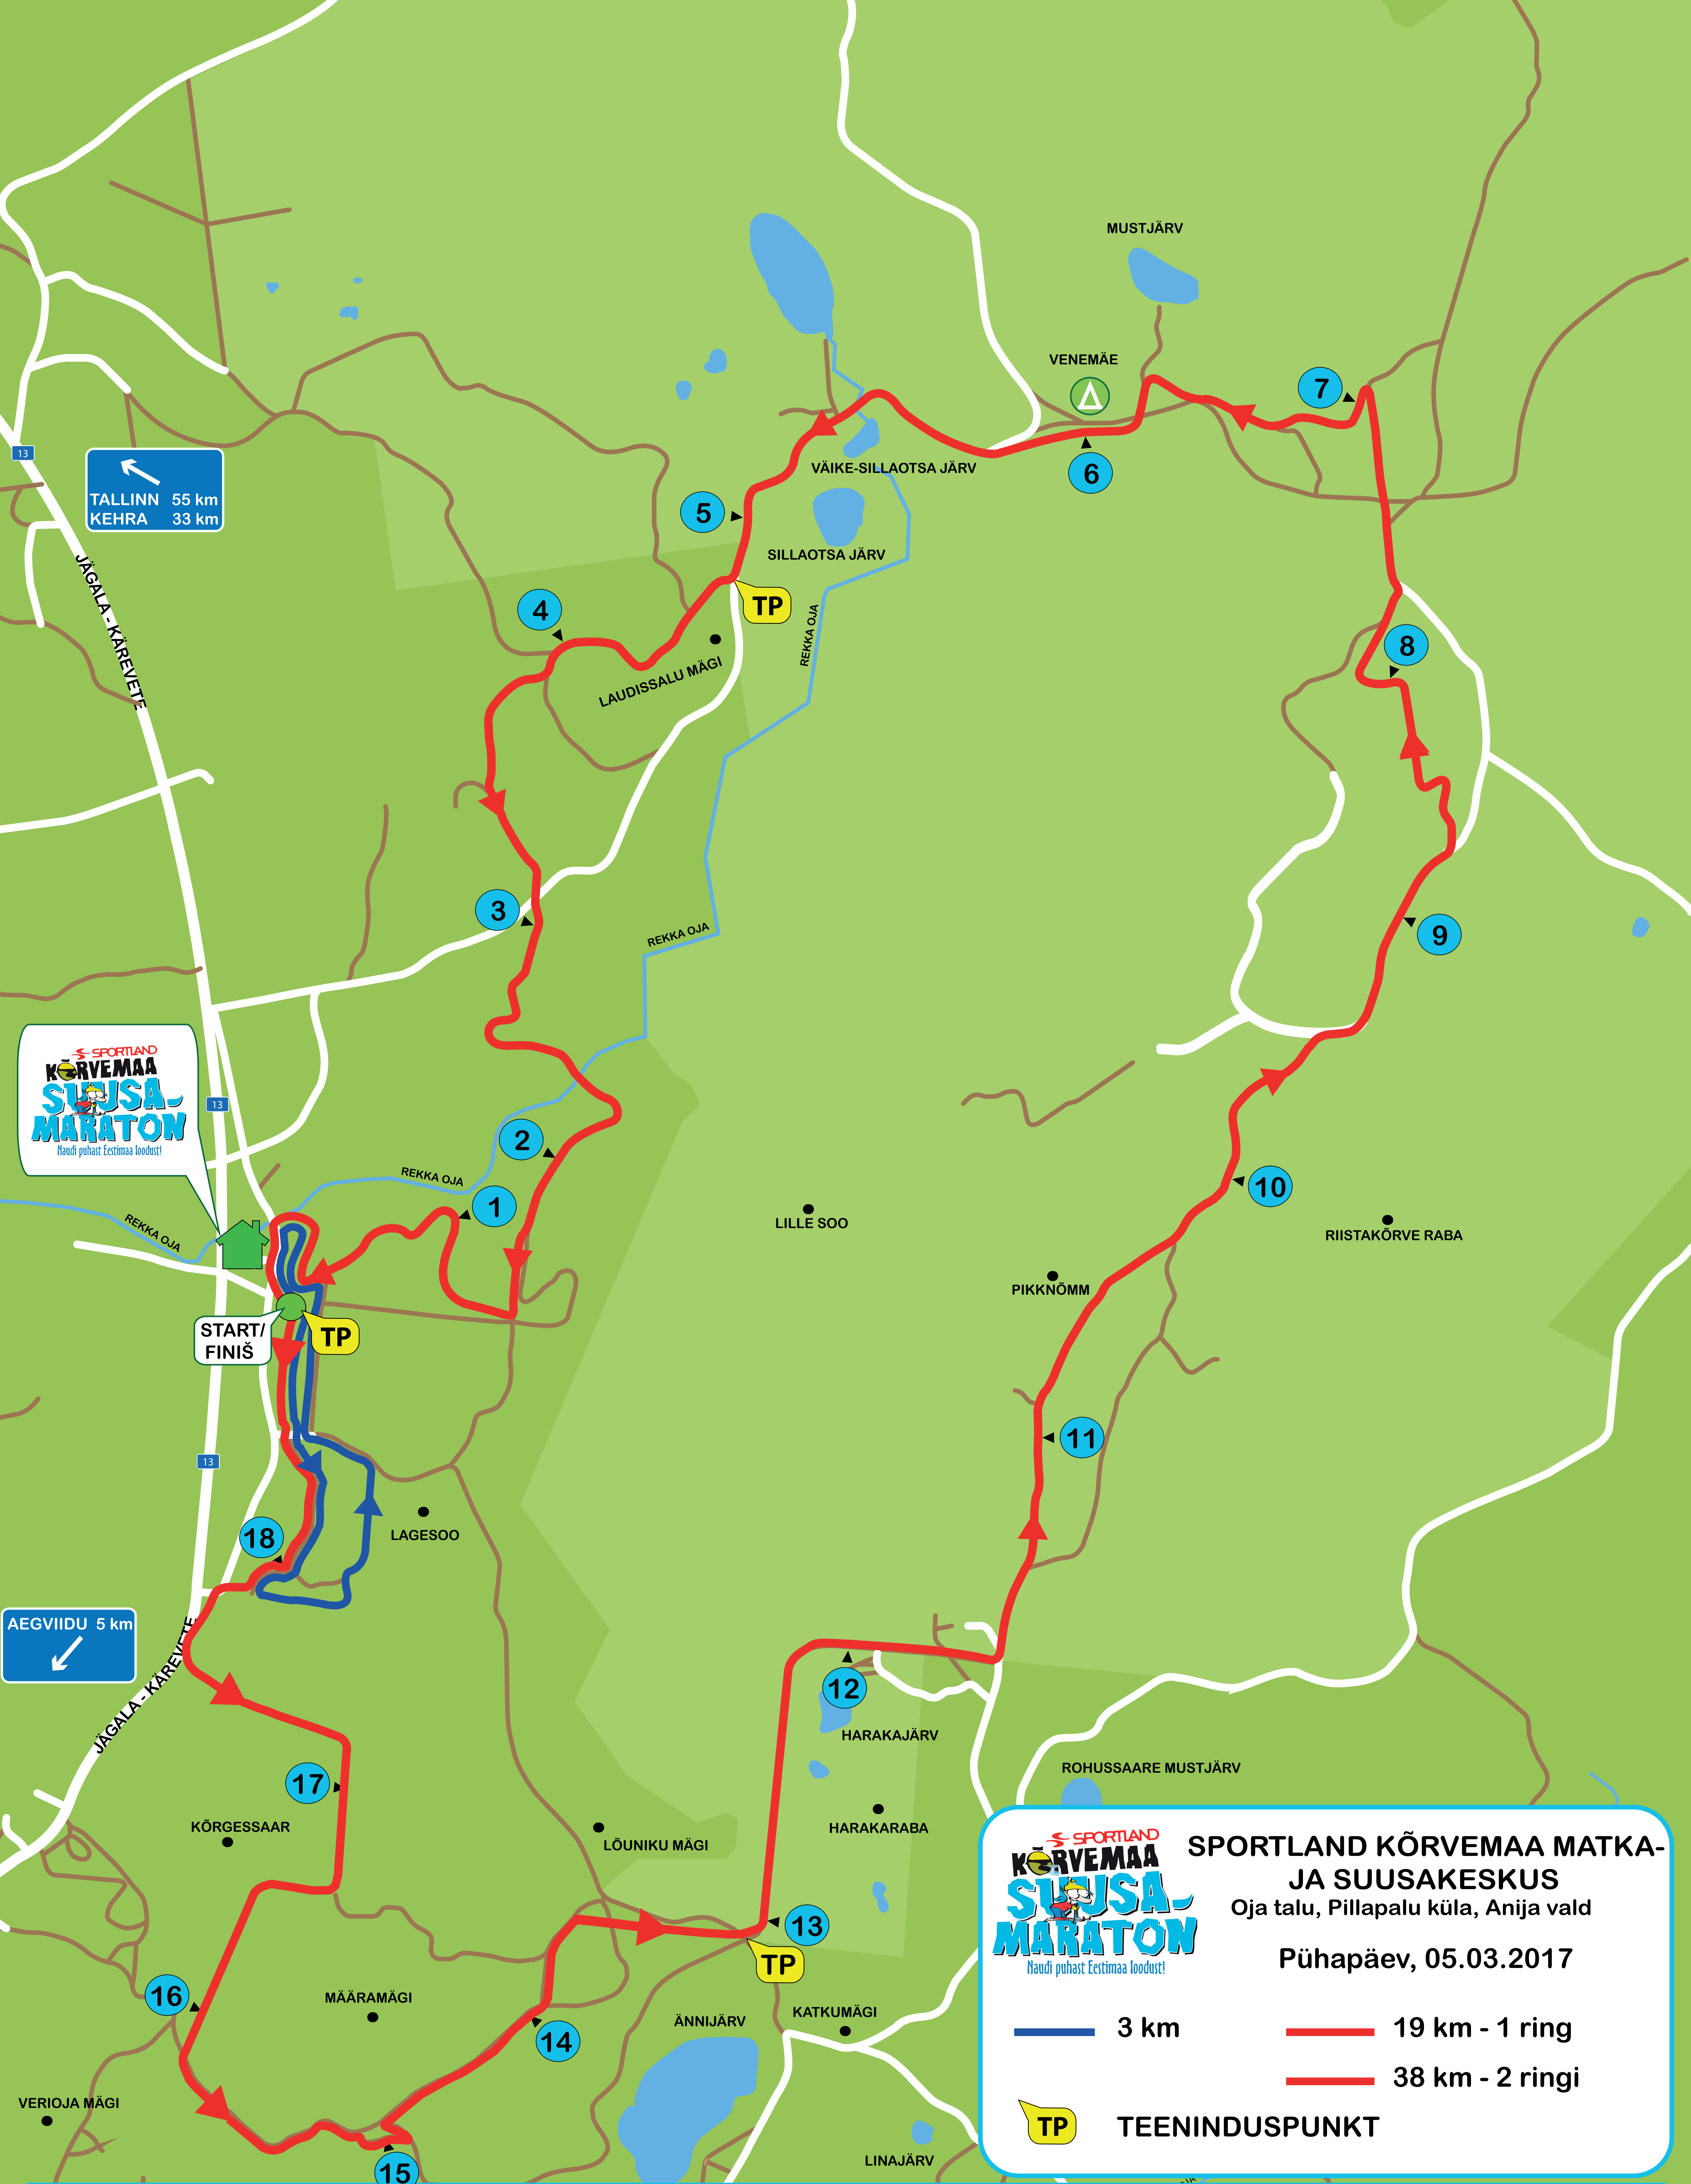 MUSTJÄRV
VENEMÄE
7
6
VÄIKE-SILLAOTSA JÄRV
13
TALLINN 55 km
KEHRA 33 km
5
SILLAOTSA JÄRV
JÄGALA - KÄREVETE
4
TP
REKKA OJA
8
LAUDISSALU MÄGI
3
9
REKKA OJA
SPORTLAND
KÕRVEMAA
SUUSA-
MARATON
Naudi puhast Eestimaa loodust!
13
2
REKKA OJA
1
10
REKKA OJA
LILLE SOO
RIISTAKÕRVE RABA
PIKKNÕMM
START/
FINIŠ
TP
11
13
LAGESOO
18
AEGVIIDU 5 km
JÄGALA - KÄREVETE
12
HARAKAJÄRV
ROHUSSAARE MUSTJÄRV
17
KÕRGESSAAR
LÕUNIKU MÄGI
HARAKARABA
13
TP
16
MÄÄRAMÄGI
ÄNNIJÄRV
KATKUMÄGI
14
VERIOJA MÄGI
15
LINAJÄRV
SPORTLAND
KÕRVEMAA
SUUSA-
MARATON
Naudi puhast Eestimaa loodust!
SPORTLAND KÕRVEMAA MATKA-
JA SUUSAKESKUS
Oja talu, Pillapalu küla, Anija vald
Pühapäev, 05.03.2017
3 km
19 km - 1 ring
38 km - 2 ringi
TP
TEENINDUSPUNKT